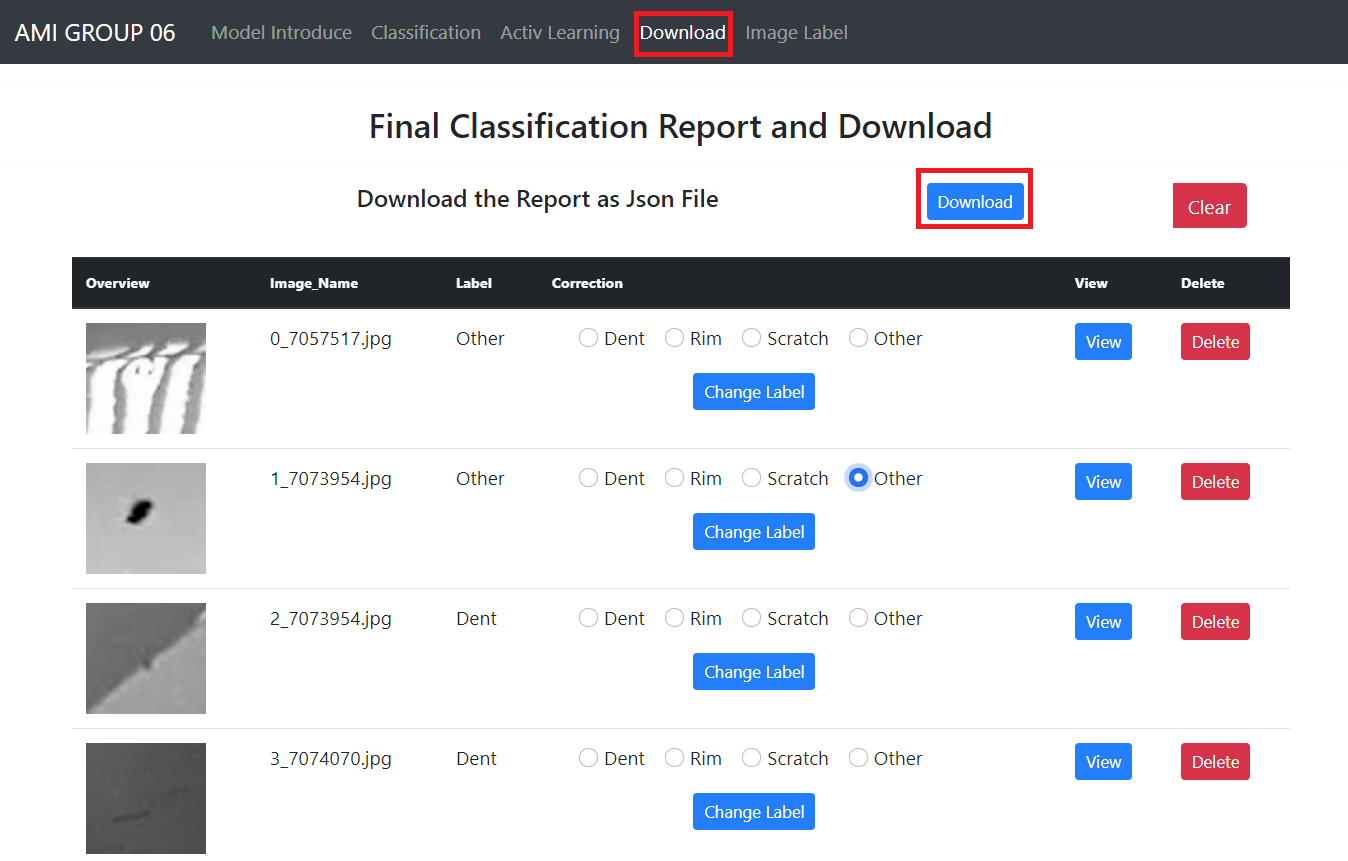 AMI GROUP 06 Model Introduce Classification Activ Learning Download Image Label
Final Classification Report and Download
Download the Report as Json File Download Clear
Overview Image_Name Label Correction View Delete
0_7057517.jpg Other Dent Rim Scratch Other View Delete
Change Label
1_7073954.jpg Other Dent Rim Scratch Other View Delete
Change Label
2_7073954.jpg Dent Dent Rim Scratch Other View Delete
Change Label
3_7074070.jpg Dent Dent Rim Scratch Other View Delete
Change Label